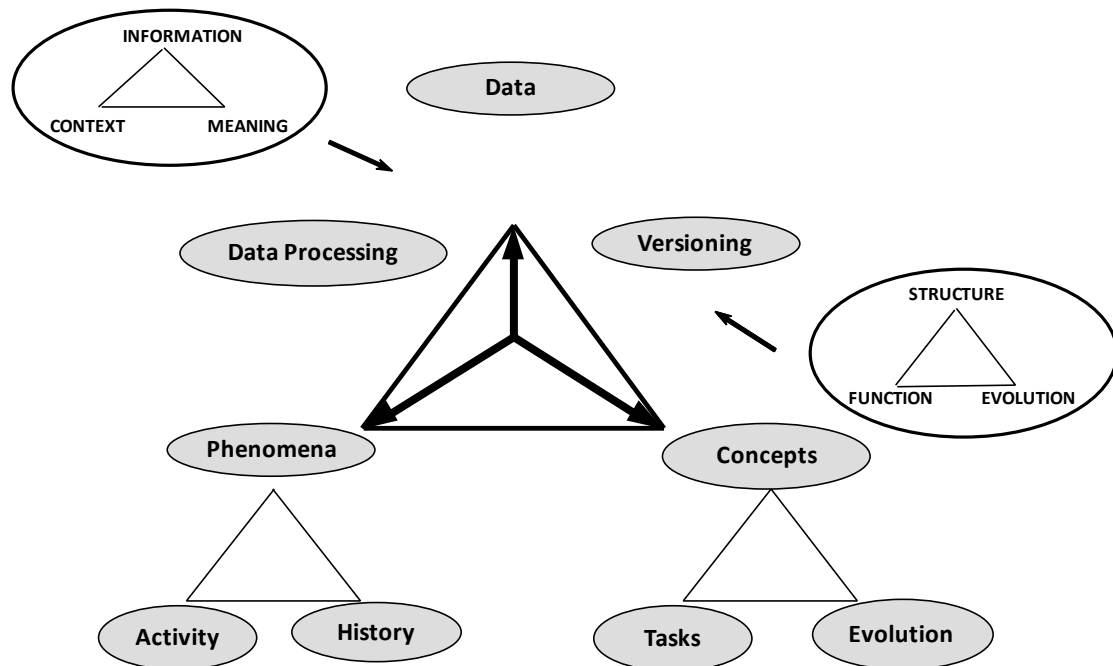 INFORMATION
CONTEXT
MEANING
Data
Data Processing
Versioning
STRUCTURE
FUNCTION
EVOLUTION
Phenomena
Concepts
Activity
History
Tasks
Evolution